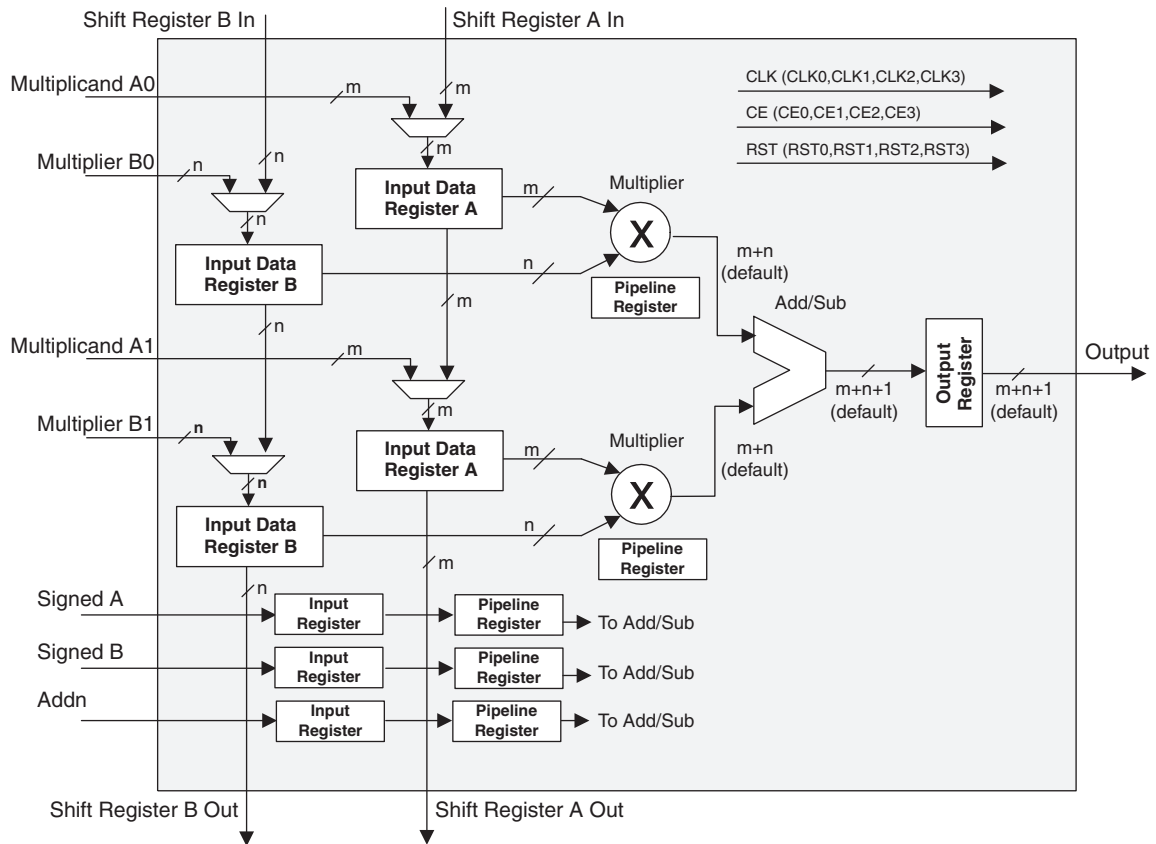 Shift Register B In
Shift Register A In
Multiplicand A0
m
m
CLK (CLK0,CLK1,CLK2,CLK3)
CE (CE0,CE1,CE2,CE3)
RST (RST0,RST1,RST2,RST3)
m
Multiplier B0
n
n
n
Input Data
Register A
m
Multiplier
X
Input Data
Register B
n
m+n
(default)
Pipeline
Register
m
n
Add/Sub
Multiplicand A1
m
Output
Register
Output
m+n+1
(default)
m+n+1
(default)
m
Multiplier B1
n
n
Input Data
Register A
m
Multiplier
X
m+n
(default)
Input Data
Register B
n
Pipeline
Register
m
n
Signed A
Input
Register
Pipeline
Register
To Add/Sub
Signed B
Input
Register
Pipeline
Register
To Add/Sub
Addn
Input
Register
Pipeline
Register
To Add/Sub
Shift Register B Out
Shift Register A Out